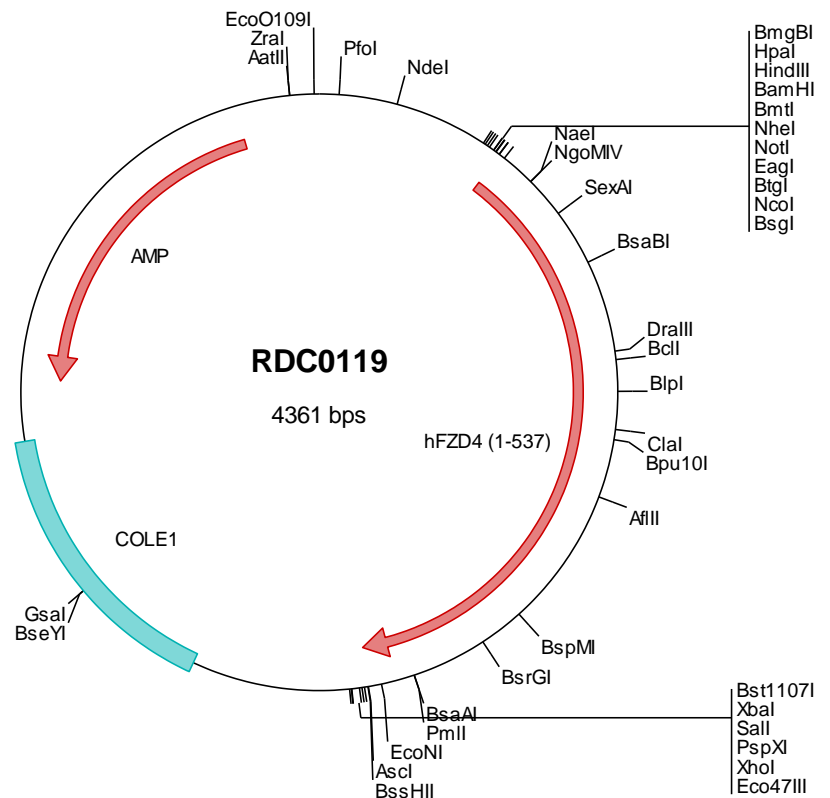 EcoO109I
ZraI
AatII
PfoI
NdeI
BmgBI
HpaI
HindIII
BamHI
BmtI
NheI
NotI
EagI
BtgI
NcoI
BsgI
NaeI
NgoMIV
SexAI
BsaBI
DraIII
BclI
BlpI
ClaI
Bpu10I
AflII
AMP
RDC0119
4361 bps
hFZD4 (1-537)
COLE1
GsaI
BseYI
BspMI
BsrGI
BsaAI
PmlI
EcoNI
AscI
BssHII
Bst1107I
XbaI
SalI
PspXI
XhoI
Eco47III